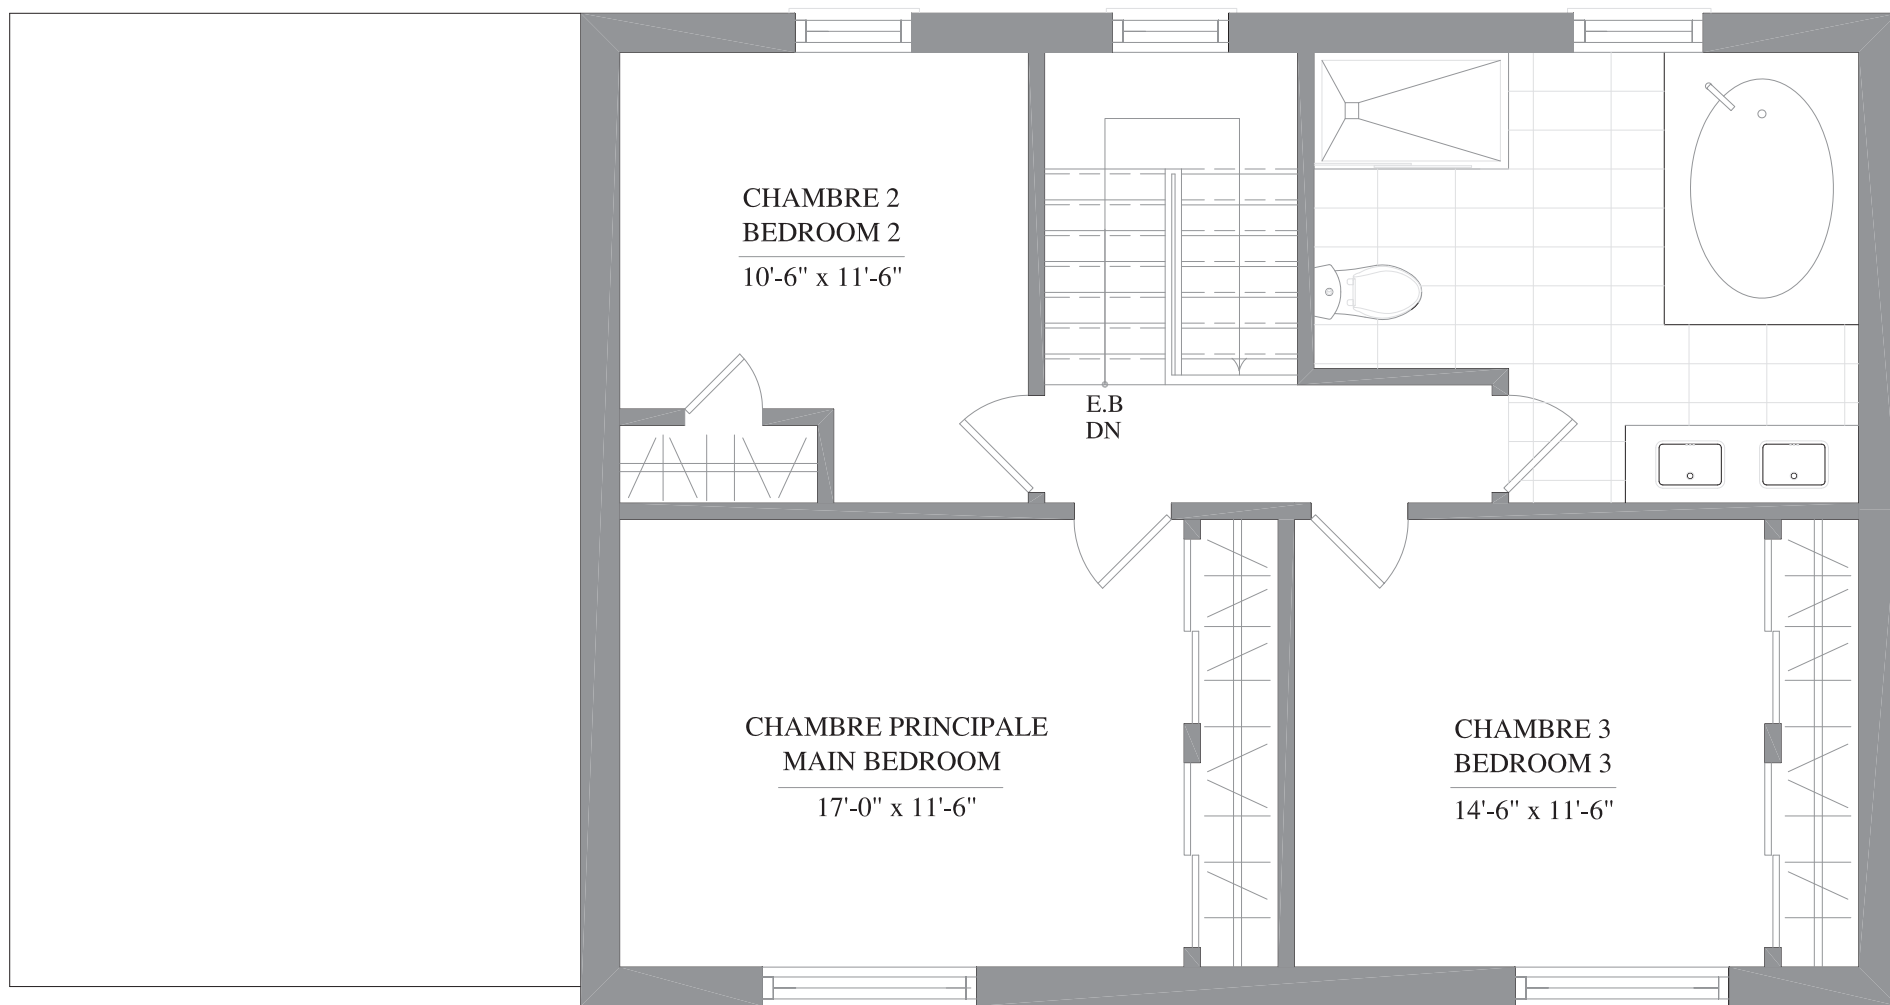 CHAMBRE 2
BEDROOM 2
10'-6" x 11'-6"
E.B
DN
CHAMBRE PRINCIPALE
MAIN BEDROOM
17'-0" x 11'-6"
CHAMBRE 3
BEDROOM 3
14'-6" x 11'-6"